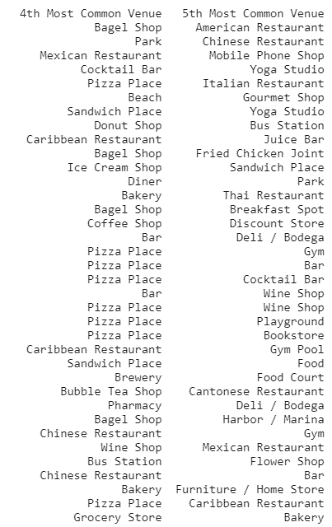 4th Most Common Venue 5th Most Common Venue
Bagel Shop American Restaurant
Park Chinese Restaurant
Mexican Restaurant Mobile Phone Shop
Cocktail Bar Yoga Studio
Pizza Place Italian Restaurant
Beach Gourmet Shop
Sandwich Place Yoga Studio
Donut Shop Bus Station
Caribbean Restaurant Juice Bar
Bagel Shop Fried Chicken Joint
Ice Cream Shop Sandwich Place
Diner Park
Bakery Thai Restaurant
Bagel Shop Breakfast Spot
Coffee Shop Discount Store
Bar Deli / Bodega
Pizza Place Gym
Pizza Place Bar
Pizza Place Cocktail Bar
Bar Wine Shop
Pizza Place Wine Shop
Pizza Place Playground
Pizza Place Bookstore
Caribbean Restaurant Gym Pool
Sandwich Place Food
Brewery Food Court
Bubble Tea Shop Cantonese Restaurant
Pharmacy Deli / Bodega
Bagel Shop Harbor / Marina
Chinese Restaurant Gym
Wine Shop Mexican Restaurant
Bus Station Flower Shop
Chinese Restaurant Bar
Bakery Furniture / Home Store
Pizza Place Caribbean Restaurant
Grocery Store Bakery